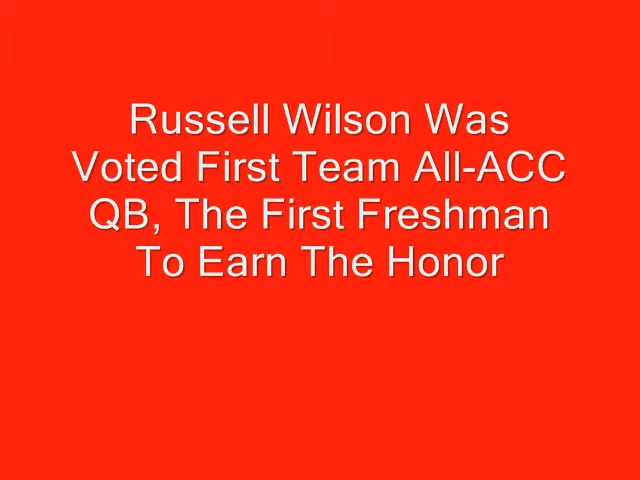 Russell Wilson Was
Voted First Team All-ACC
QB, The First Freshman
To Earn The Honor